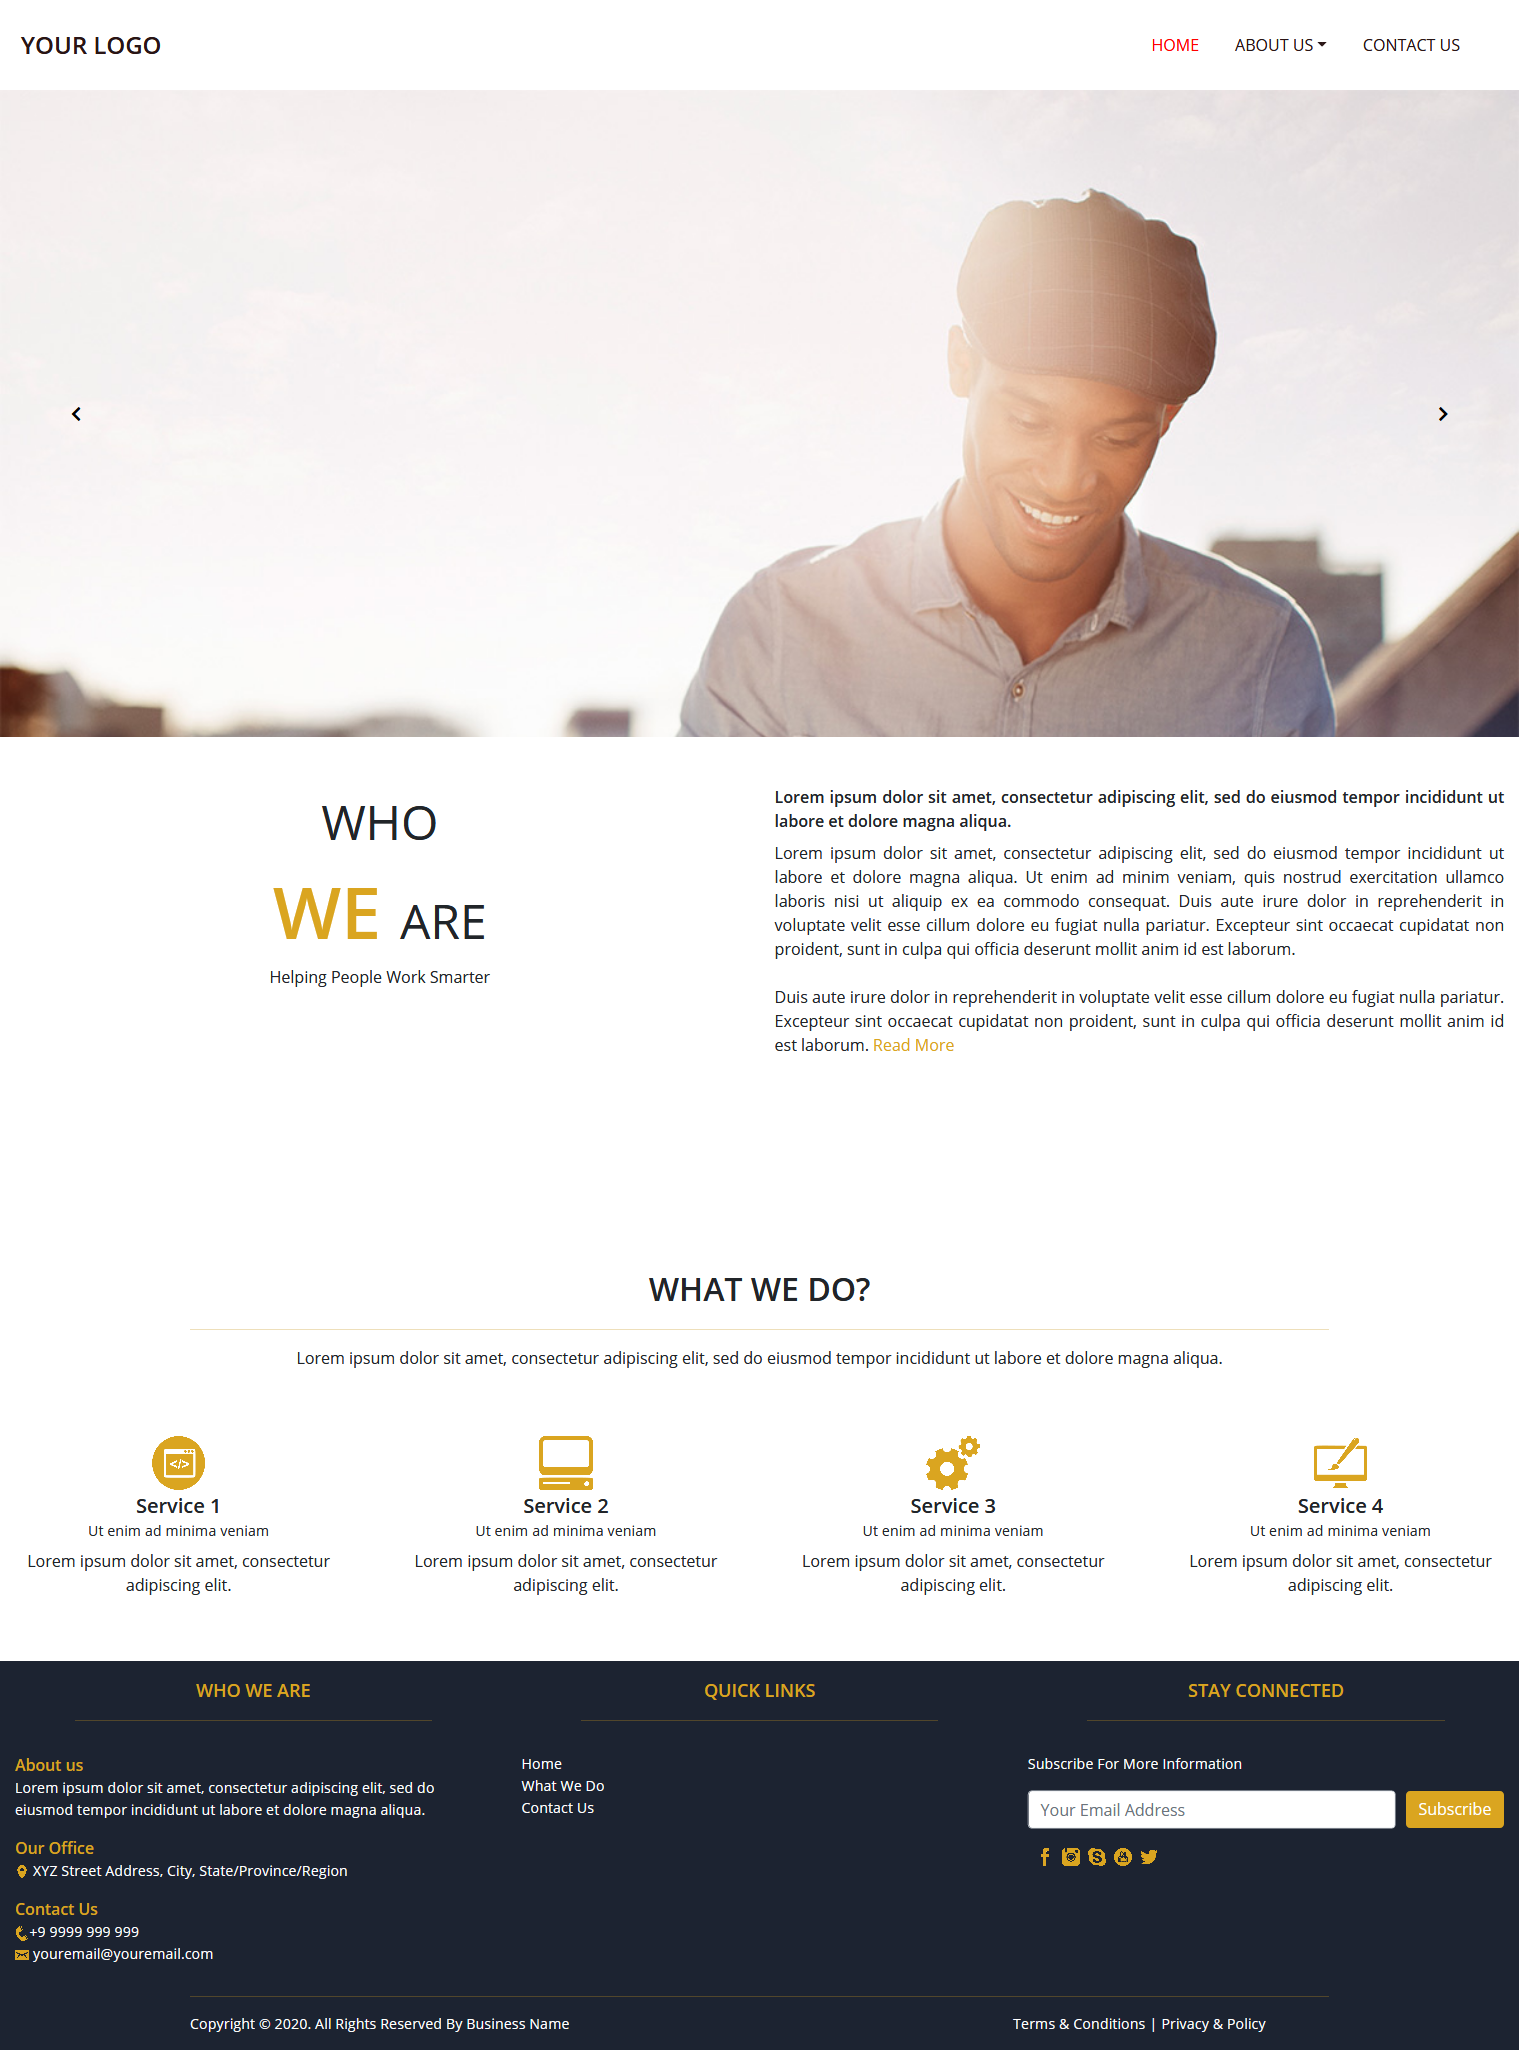 YOUR LOGO
HOME ABOUT US CONTACT US
WHO
WE ARE
Helping People Work Smarter
Lorem ipsum dolor sit amet, consectetur adipiscing elit, sed do eiusmod tempor incididunt ut
labore et dolore magna aliqua.
Lorem ipsum dolor sit amet, consectetur adipiscing elit, sed do eiusmod tempor incididunt ut
labore et dolore magna aliqua. Ut enim ad minim veniam, quis nostrud exercitation ullamco
laboris nisi ut aliquip ex ea commodo consequat. Duis aute irure dolor in reprehenderit in
voluptate velit esse cillum dolore eu fugiat nulla pariatur. Excepteur sint occaecat cupidatat non
proident, sunt in culpa qui officia deserunt mollit anim id est laborum.
Duis aute irure dolor in reprehenderit in voluptate velit esse cillum dolore eu fugiat nulla pariatur.
Excepteur sint occaecat cupidatat non proident, sunt in culpa qui officia deserunt mollit anim id
est laborum. Read More
WHAT WE DO?
Lorem ipsum dolor sit amet, consectetur adipiscing elit, sed do eiusmod tempor incididunt ut labore et dolore magna aliqua.
Service 1
Ut enim ad minima veniam
Lorem ipsum dolor sit amet, consectetur
adipiscing elit.
Service 2
Ut enim ad minima veniam
Lorem ipsum dolor sit amet, consectetur
adipiscing elit.
Service 3
Ut enim ad minima veniam
Lorem ipsum dolor sit amet, consectetur
adipiscing elit.
Service 4
Ut enim ad minima veniam
Lorem ipsum dolor sit amet, consectetur
adipiscing elit.
WHO WE ARE
About us
Lorem ipsum dolor sit amet, consectetur adipiscing elit, sed do
eiusmod tempor incididunt ut labore et dolore magna aliqua.
Our Office
XYZ Street Address, City, State/Province/Region
Contact Us
+9 9999 999 999
youremail@youremail.com
QUICK LINKS
Home
What We Do
Contact Us
STAY CONNECTED
Subscribe For More Information
Your Email Address Subscribe
Copyright © 2020. All Rights Reserved By Business Name
Terms & Conditions | Privacy & Policy